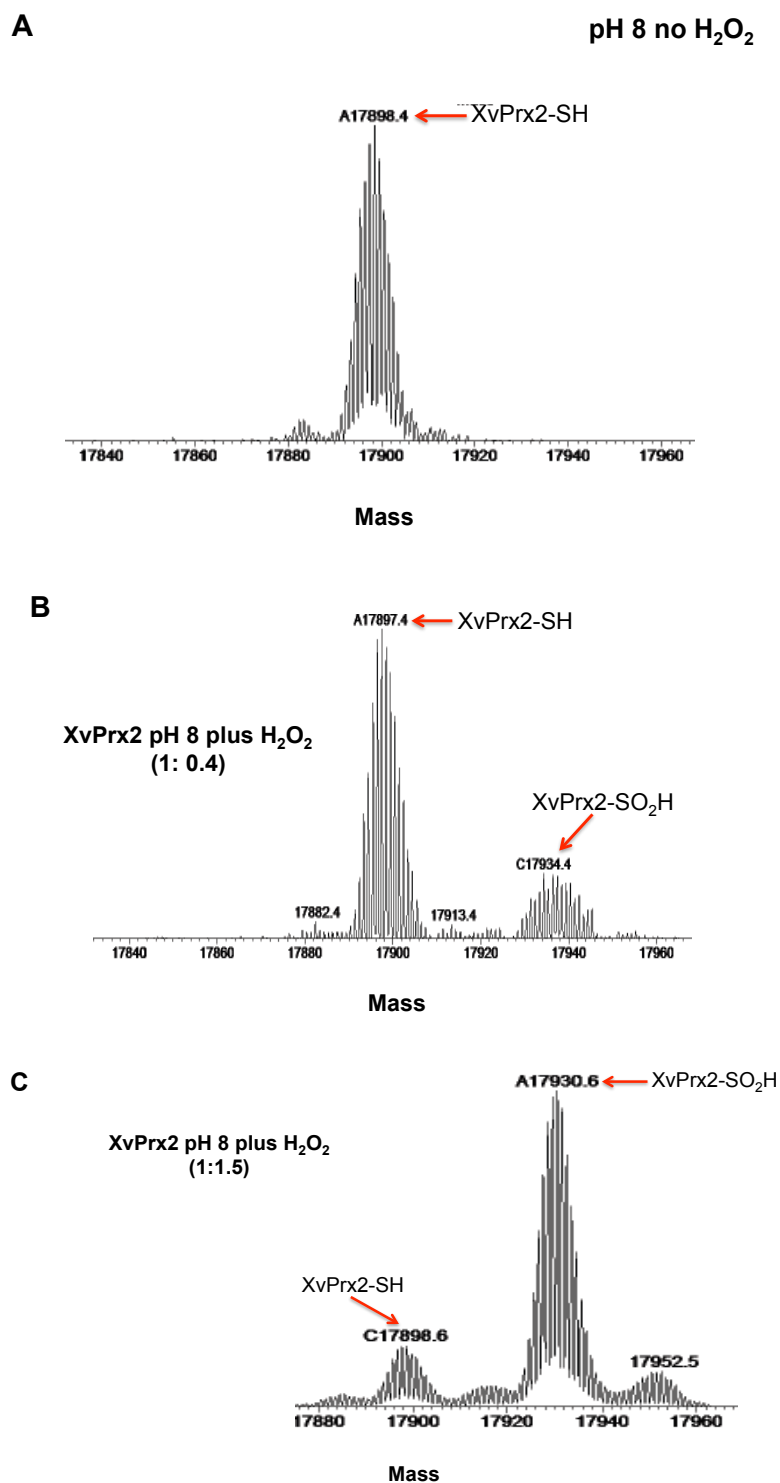 A
pH 8 no H₂O₂
A17898.4
XvPrx2-SH
17840 17860 17880 17900 17920 17940 17960
Mass
B
A17897.4
XvPrx2-SH
XvPrx2 pH 8 plus H₂O₂
(1: 0.4)
XvPrx2-SO₂H
C17934.4
17882.4
17913.4
17840 17860 17880 17900 17920 17940 17960
Mass
C
A17930.6
XvPrx2-SO₂H
XvPrx2 pH 8 plus H₂O₂
(1:1.5)
XvPrx2-SH
C17898.6
17952.5
17880 17900 17920 17940 17960
Mass